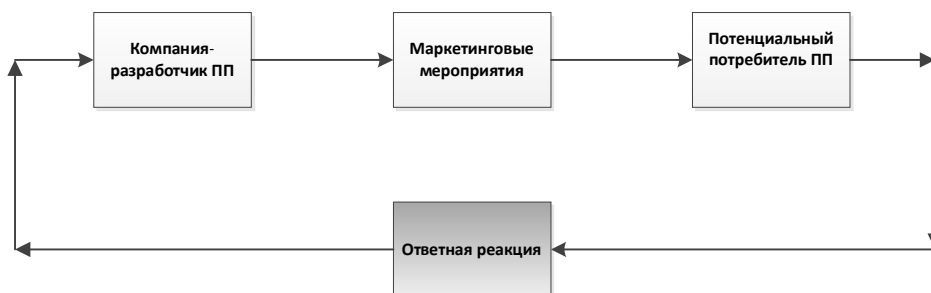 Компания-
разработчик ПП
Маркетинговые
мероприятия
Потенциальный
потребитель ПП
Ответная реакция